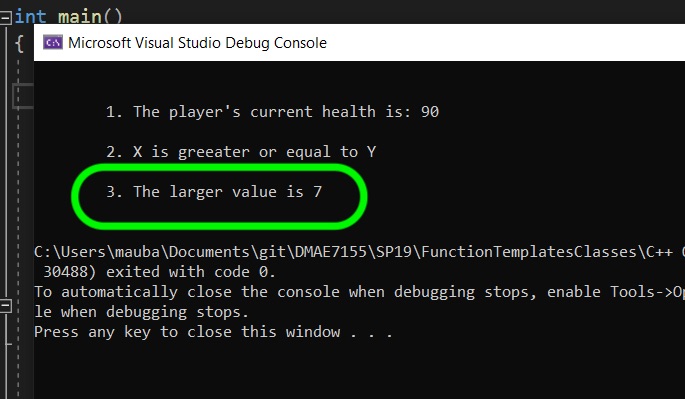 int main()
{
C:\ Microsoft Visual Studio Debug Console
1. The player's current health is: 90
2. X is greeater or equal to Y
3. The larger value is 7
C:\Users\mauba\Documents\git\DMAE7155\SP19\FunctionTemplatesClasses\C++
30488) exited with code 0.
To automatically close the console when debugging stops, enable Tools->Op
le when debugging stops.
Press any key to close this window . . .